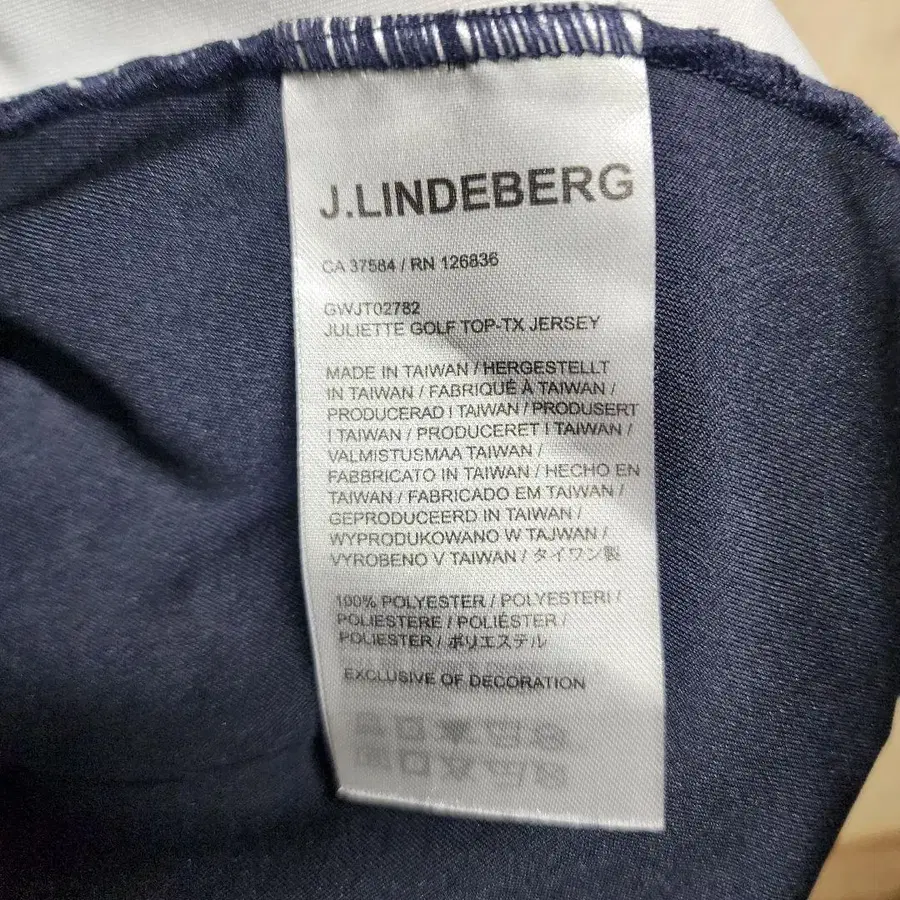 J.LINDEBERG
CA 37584 / RN 126836
GWJT02782
JULIETTE GOLF TOP-TX JERSEY
MADE IN TAIWAN / HERGESTELLT
IN TAIWAN / FABRIQUÉ À TAIWAN /
PRODUCERAD I TAIWAN / PRODUSERT
I TAIWAN / PRODUCERET I TAIWAN /
VALMISTUSMAA TAIWAN /
FABBRICATO IN TAIWAN / HECHO EN
TAIWAN / FABRICADO EM TAIWAN /
GEPRODUCEERD IN TAIWAN /
WYPRODUKOWANO W TAJWAN /
VYROBENO V TAIWAN / タイワン製
100% POLYESTER / POLYESTERI /
POLIESTERE / POLIÉSTER /
POLIESTER / ポリエステル
EXCLUSIVE OF DECORATION